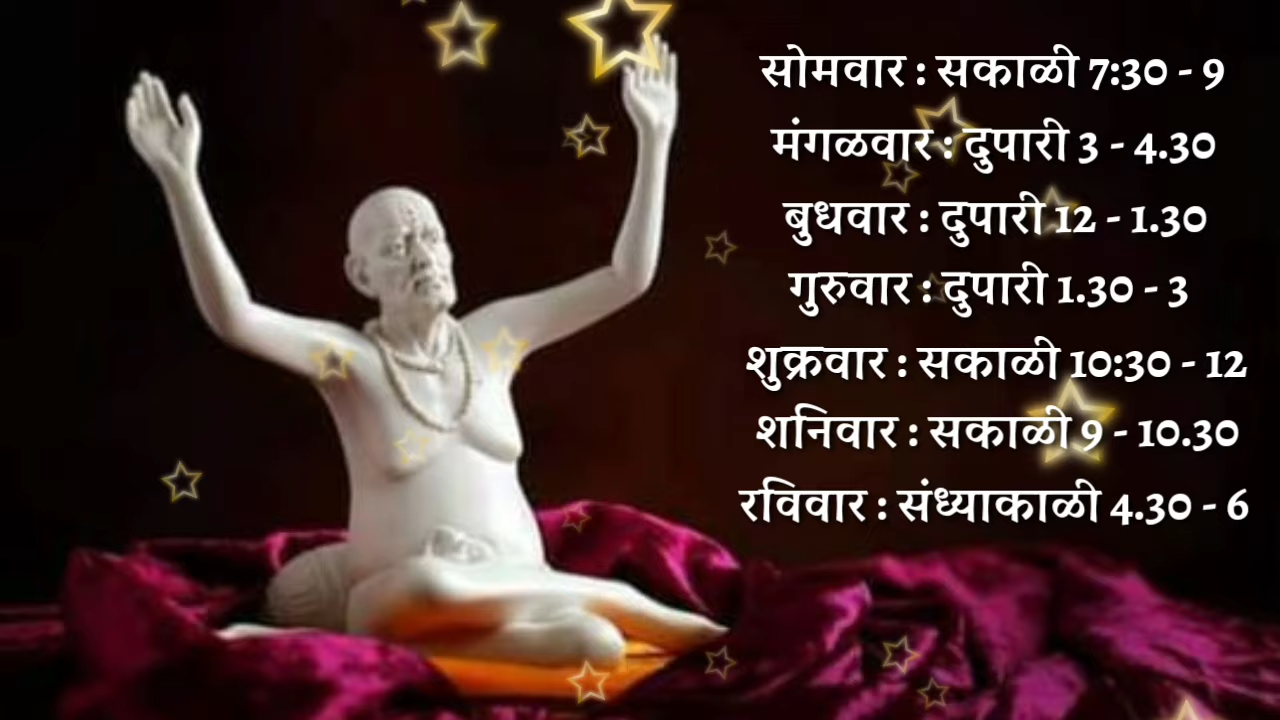 सोमवार : सकाळी 7:30 - 9
मंगळवार : दुपारी 3 - 4.30
बुधवार : दुपारी 12 - 1.30
गुरुवार : दुपारी 1.30 - 3
शुक्रवार : सकाळी 10:30 - 12
शनिवार : सकाळी 9 - 10.30
रविवार : संध्याकाळी 4.30 - 6